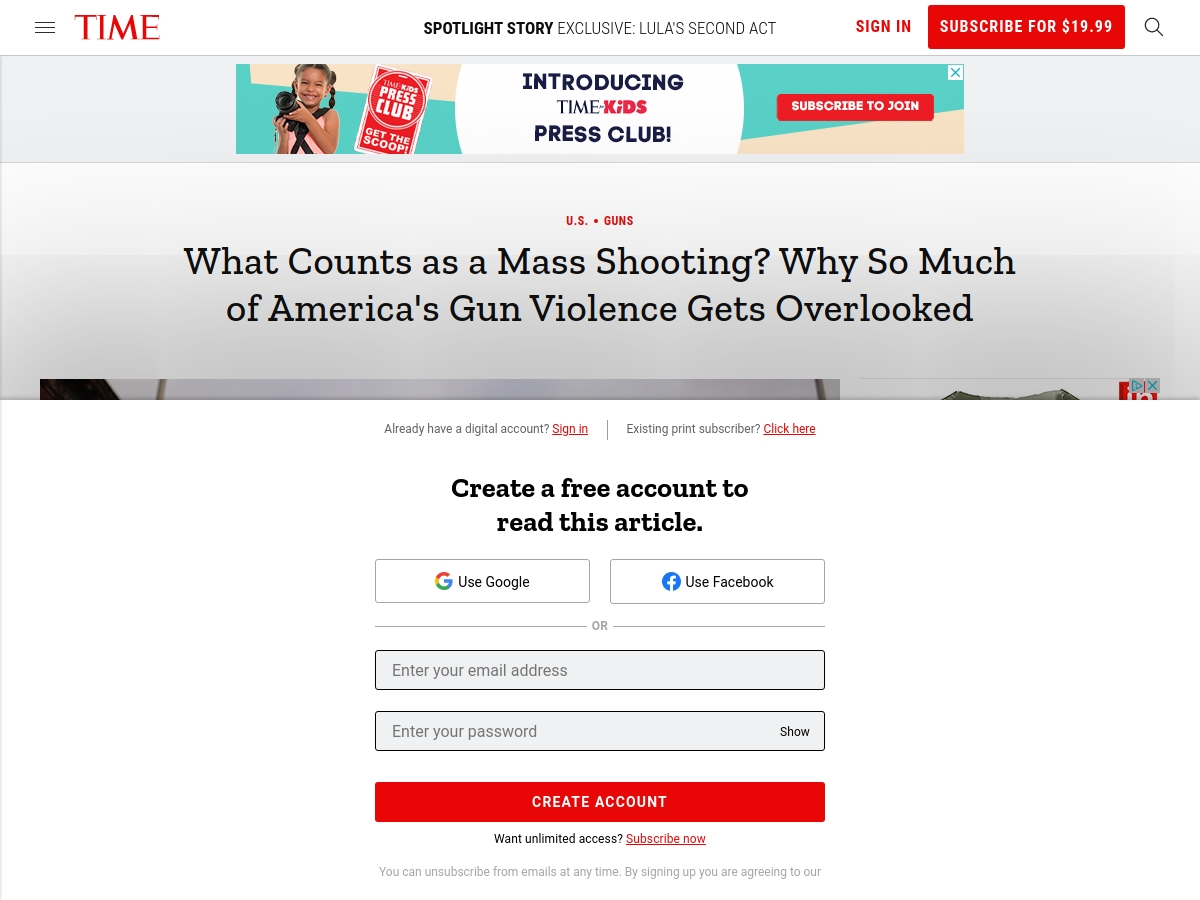 TIME
SPOTLIGHT STORY EXCLUSIVE: LULA'S SECOND ACT
SIGN IN
SUBSCRIBE FOR $19.99
TIME KiDS
PRESS
CLUB
GET THE
SCOOP!
INTRODUCING
TIME KiDS
PRESS CLUB!
SUBSCRIBE TO JOIN
U.S. • GUNS
What Counts as a Mass Shooting? Why So Much
of America's Gun Violence Gets Overlooked
Already have a digital account? Sign in
Existing print subscriber? Click here
Create a free account to
read this article.
Use Google
Use Facebook
OR
Enter your email address
Enter your password
Show
CREATE ACCOUNT
Want unlimited access? Subscribe now
You can unsubscribe from emails at any time. By signing up you are agreeing to our